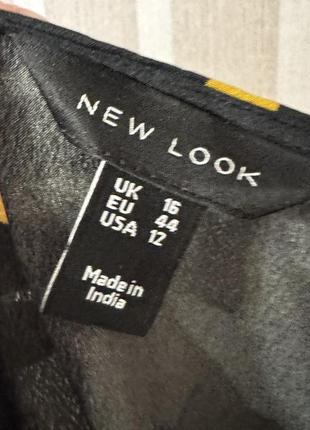 NEW LOOK
UK 16
EU 44
USA 12
Made in
India